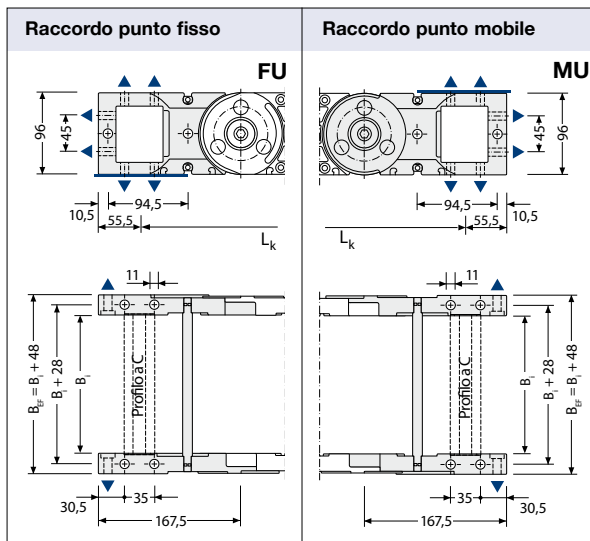 Raccordo punto fisso
FU
96
45
94,5
10,5
55,5
Lk
11
BEF = Bi + 48
Bi + 28
Bi
Profilo a C
35
30,5
167,5
Raccordo punto mobile
MU
45
96
94,5
10,5
55,5
Lk
11
Profilo a C
Bi
Bi + 28
BEF = Bi + 48
35
30,5
167,5